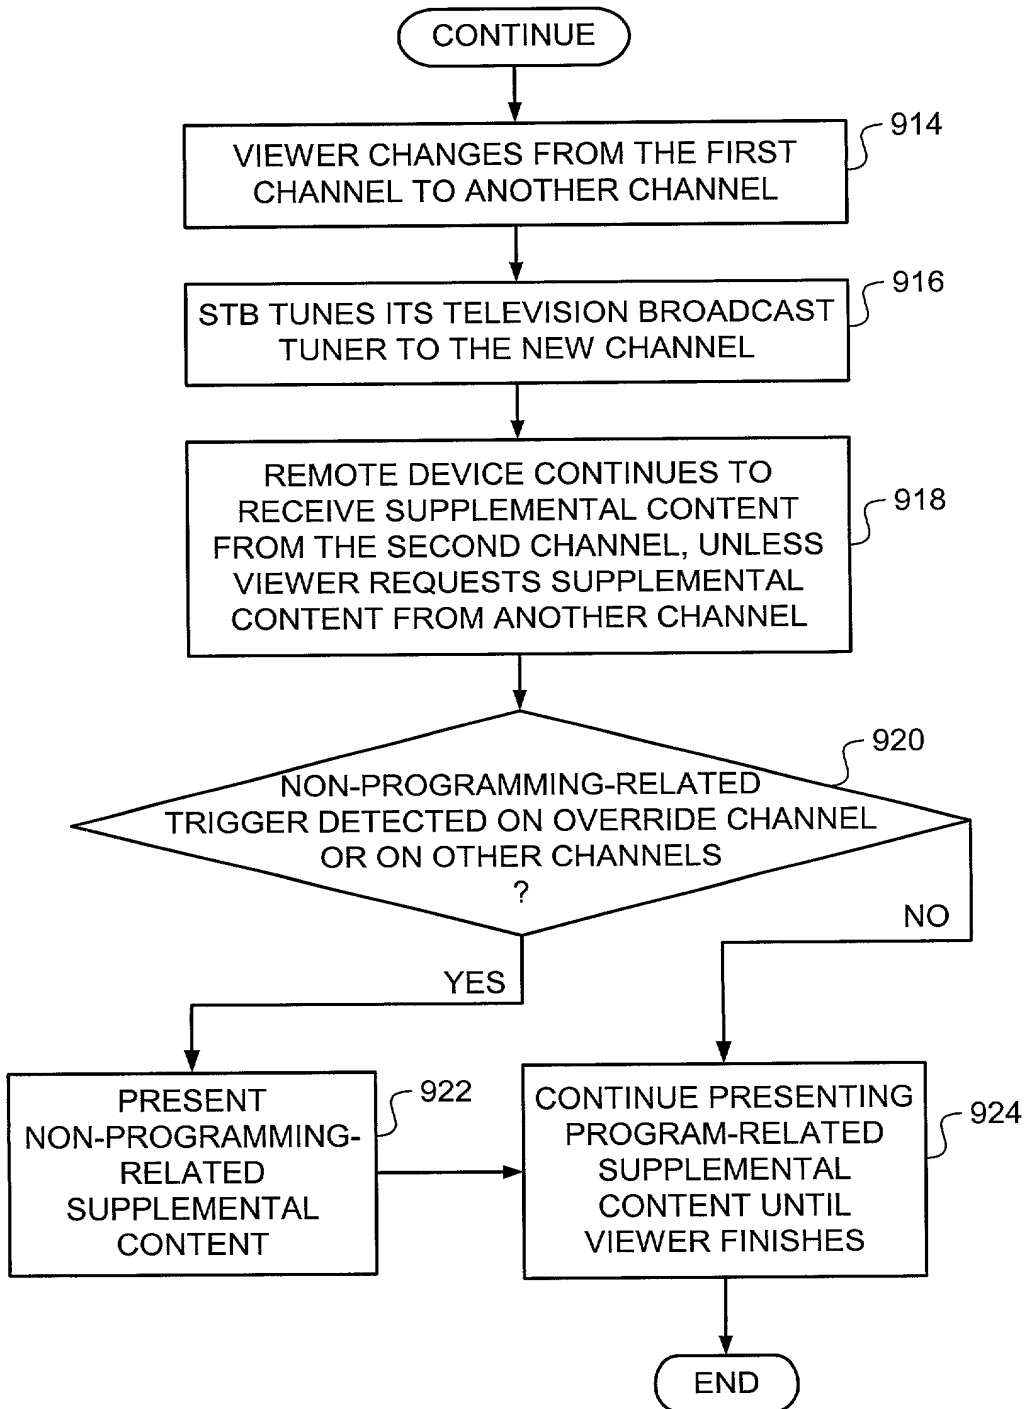 CONTINUE
VIEWER CHANGES FROM THE FIRST
CHANNEL TO ANOTHER CHANNEL
914
STB TUNES ITS TELEVISION BROADCAST
TUNER TO THE NEW CHANNEL
916
REMOTE DEVICE CONTINUES TO
RECEIVE SUPPLEMENTAL CONTENT
FROM THE SECOND CHANNEL, UNLESS
VIEWER REQUESTS SUPPLEMENTAL
CONTENT FROM ANOTHER CHANNEL
918
NON-PROGRAMMING-RELATED
TRIGGER DETECTED ON OVERRIDE CHANNEL
OR ON OTHER CHANNELS
?
920
YES
NO
PRESENT
NON-PROGRAMMING-
RELATED
SUPPLEMENTAL
CONTENT
922
CONTINUE PRESENTING
PROGRAM-RELATED
SUPPLEMENTAL
CONTENT UNTIL
VIEWER FINISHES
924
END